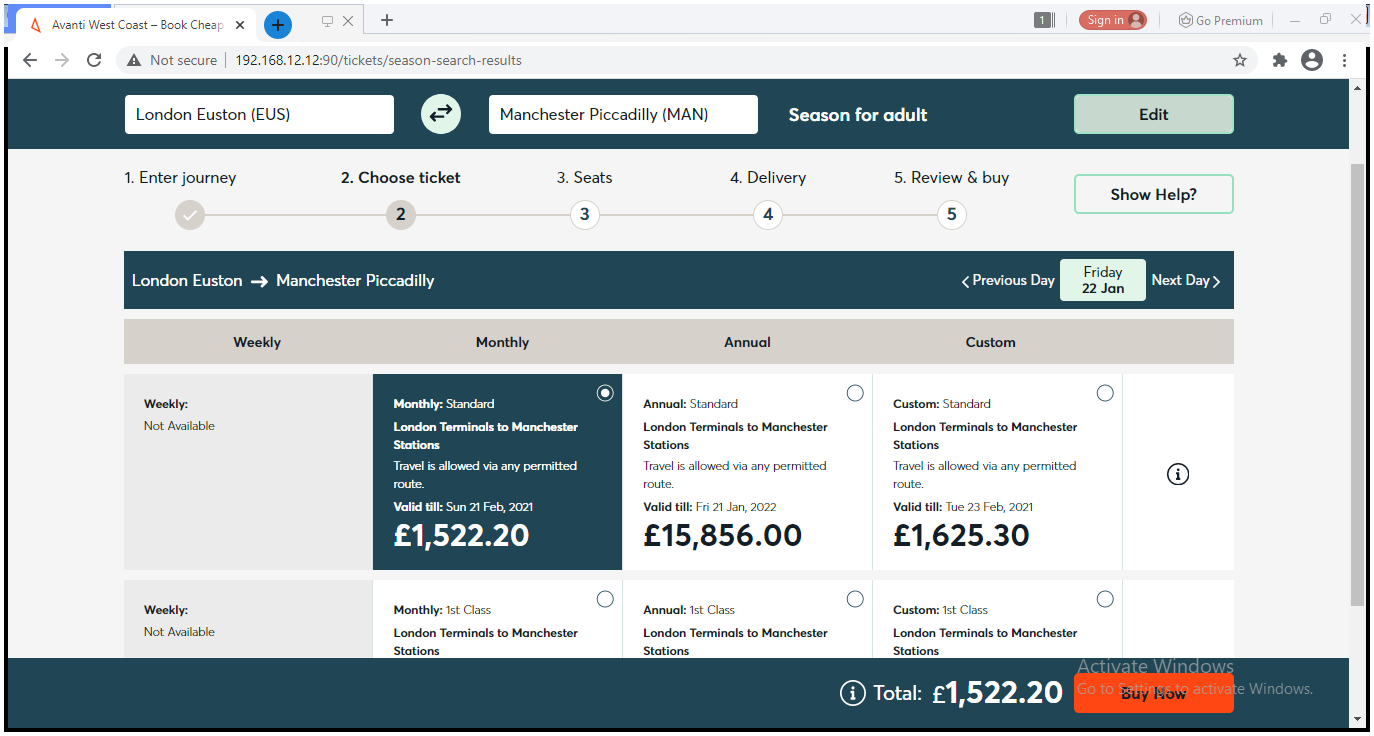 Avanti West Coast – Book Cheap
1
Sign in
Go Premium
Not secure
192.168.12.12:90/tickets/season-search-results
London Euston (EUS)
Manchester Piccadilly (MAN)
Season for adult
Edit
1. Enter journey
2. Choose ticket
3. Seats
4. Delivery
5. Review & buy
Show Help?
2
3
4
5
London Euston → Manchester Piccadilly
Previous Day
Friday
22 Jan
Next Day
Weekly
Monthly
Annual
Custom
Weekly:
Not Available
Monthly: Standard
London Terminals to Manchester
Stations
Travel is allowed via any permitted
route.
Valid till: Sun 21 Feb, 2021
£1,522.20
Annual: Standard
London Terminals to Manchester
Stations
Travel is allowed via any permitted
route.
Valid till: Fri 21 Jan, 2022
£15,856.00
Custom: Standard
London Terminals to Manchester
Stations
Travel is allowed via any permitted
route.
Valid till: Tue 23 Feb, 2021
£1,625.30
Weekly:
Not Available
Monthly: 1st Class
London Terminals to Manchester
Stations
Annual: 1st Class
London Terminals to Manchester
Stations
Custom: 1st Class
London Terminals to Manchester
Stations
Total: £1,522.20
Buy Now
Activate Windows
Go to Settings to activate Windows.